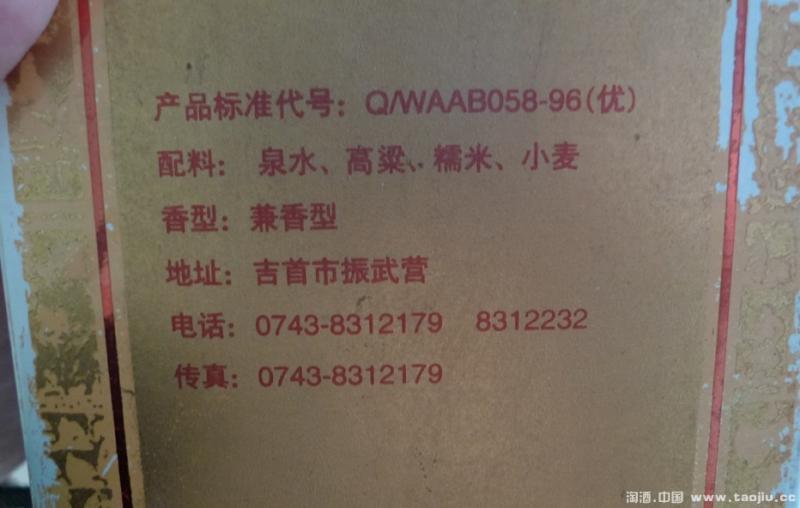 产品标准代号：Q/WAAB058-96(优)
配料：泉水、高粱、糯米、小麦
香型：兼香型
地址：吉首市振武营
电话：0743-8312179 8312232
传真：0743-8312179
淘酒.中国 www.taojiu.cc